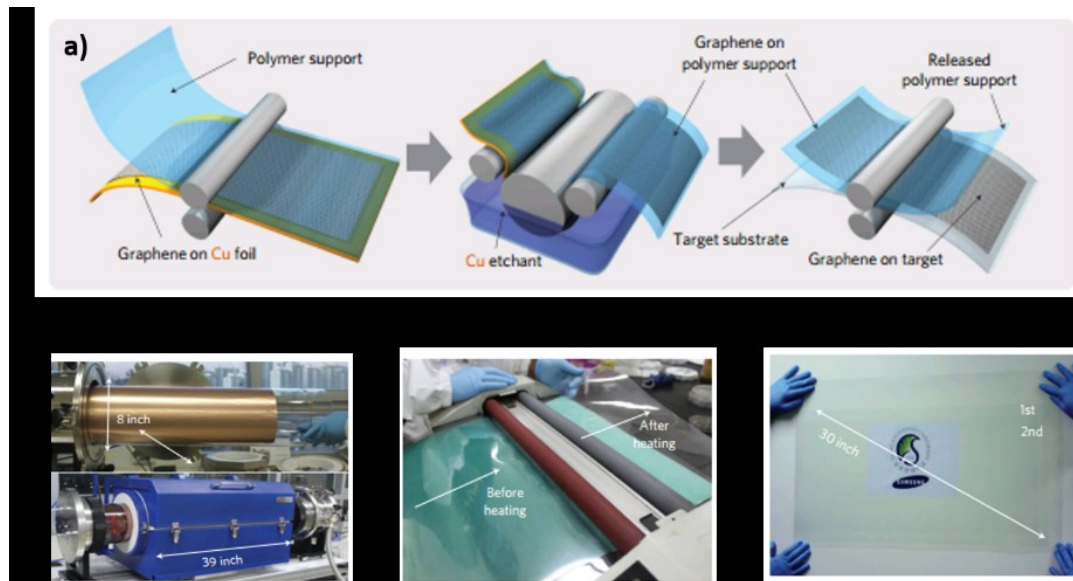 a)
Polymer support
Graphene on
polymer support
Released
polymer support
Graphene on Cu foil
Cu etchant
Target substrate
Graphene on target
8 inch
39 inch
Before
heating
After
heating
1st
2nd
30 inch
SAMSUNG